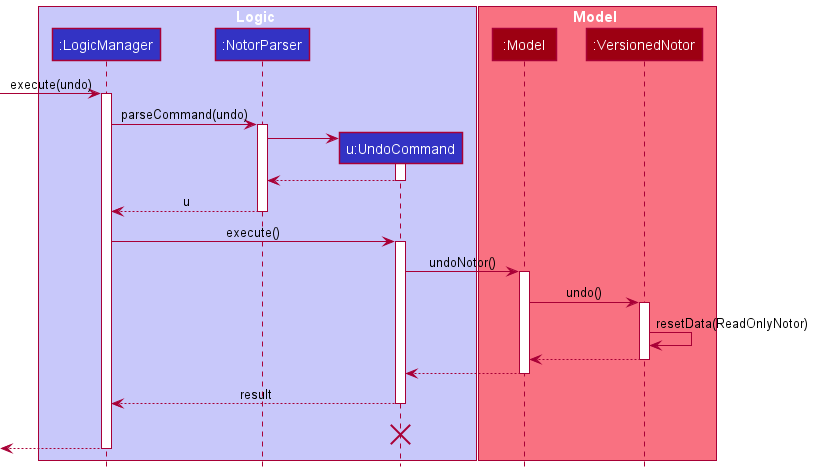 Logic
Model
:LogicManager
:NotorParser
:Model
:VersionedNotor
execute(undo)
parseCommand(undo)
u:UndoCommand
u
execute()
undoNotor()
undo()
resetData(ReadOnlyNotor)
result